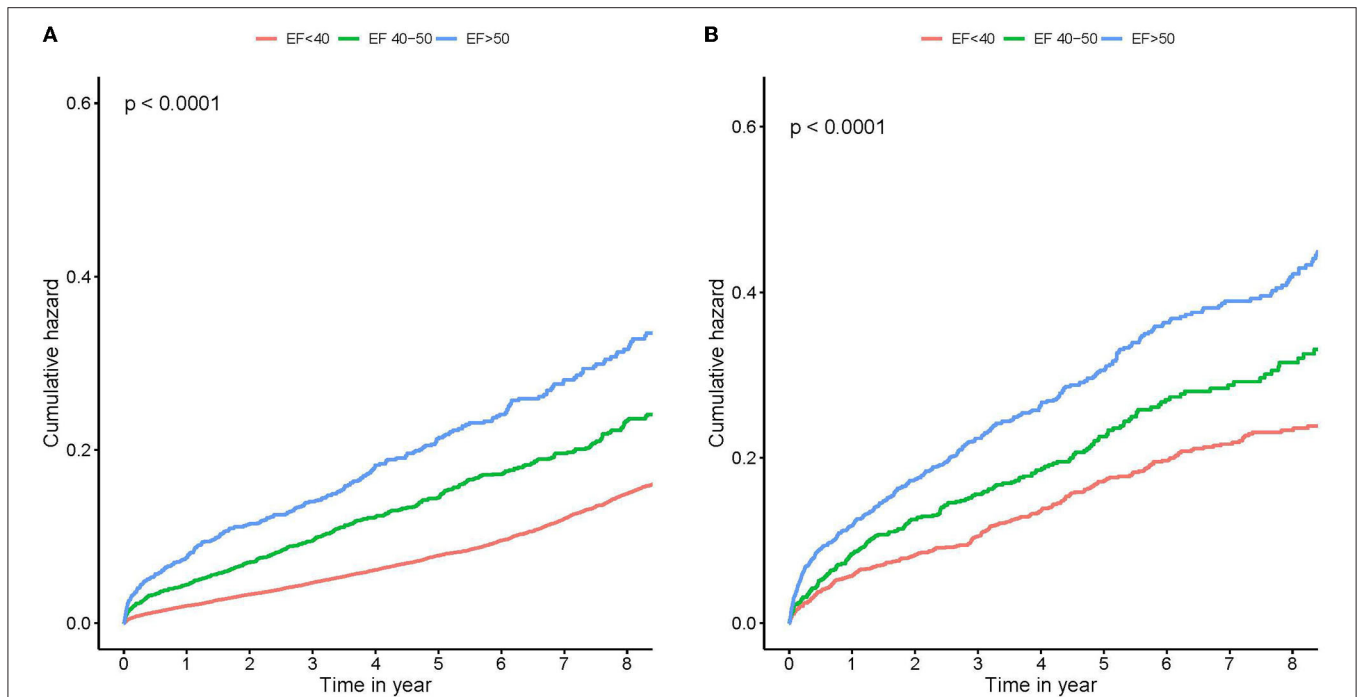 A
EF<40 EF 40-50 EF>50
p < 0.0001
0.6
0.4
0.2
0.0
Cumulative hazard
0 1 2 3 4 5 6 7 8
Time in year
B
EF<40 EF 40-50 EF>50
p < 0.0001
0.6
0.4
0.2
0.0
Cumulative hazard
0 1 2 3 4 5 6 7 8
Time in year